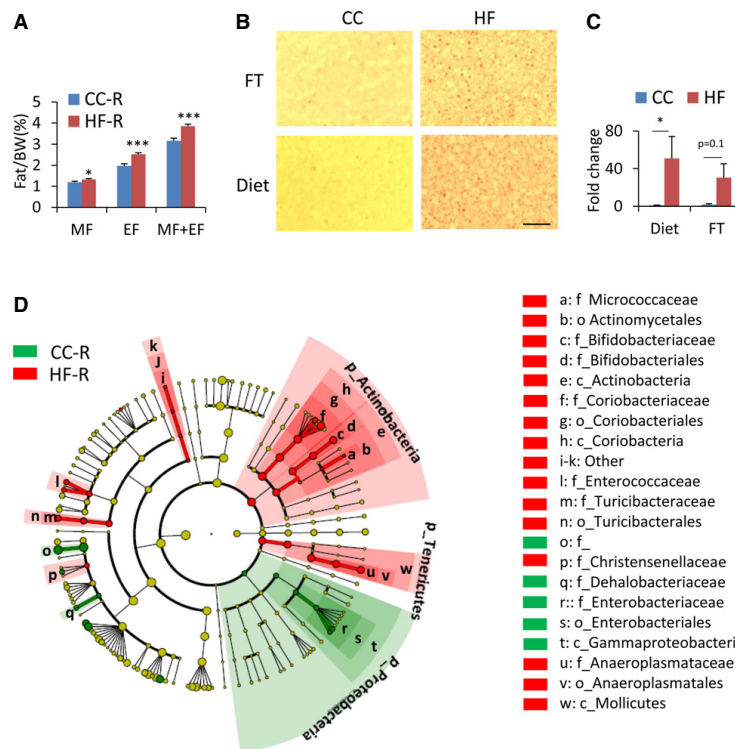 A
Fat/BW(%)
5
4
3
2
1
0
CC-R
HF-R
*
***
***
MF EF MF+EF
B
CC HF
FT
Diet
C
CC HF
Fold change
80
40
0
*
p=0.1
Diet FT
D
CC-R
HF-R
k
J
i
p_Actinobacteria
h
g
f
d
e
c
b
a
l
n m
o
p
q
p_Tenericutes
u v w
r s t
p_Proteobacteria
a: f_Micrococcaceae
b: o Actinomycetales
c: f_Bifidobacteriaceae
d: f_Bifidobacteriales
e: c_Actinobacteria
f: f_Coriobacteriaceae
g: o_Coriobacteriales
h: c_Coriobacteria
i-k: Other
l: f_Enterococcaceae
m: f_Turicibacteraceae
n: o_Turicibacterales
o: f_
p: f_Christensenellaceae
q: f_Dehalobacteriaceae
r:: f_Enterobacteriaceae
s: o_Enterobacteriales
t: c_Gammaproteobacteri
u: f_Anaeroplasmataceae
v: o_Anaeroplasmatales
w: c_Mollicutes